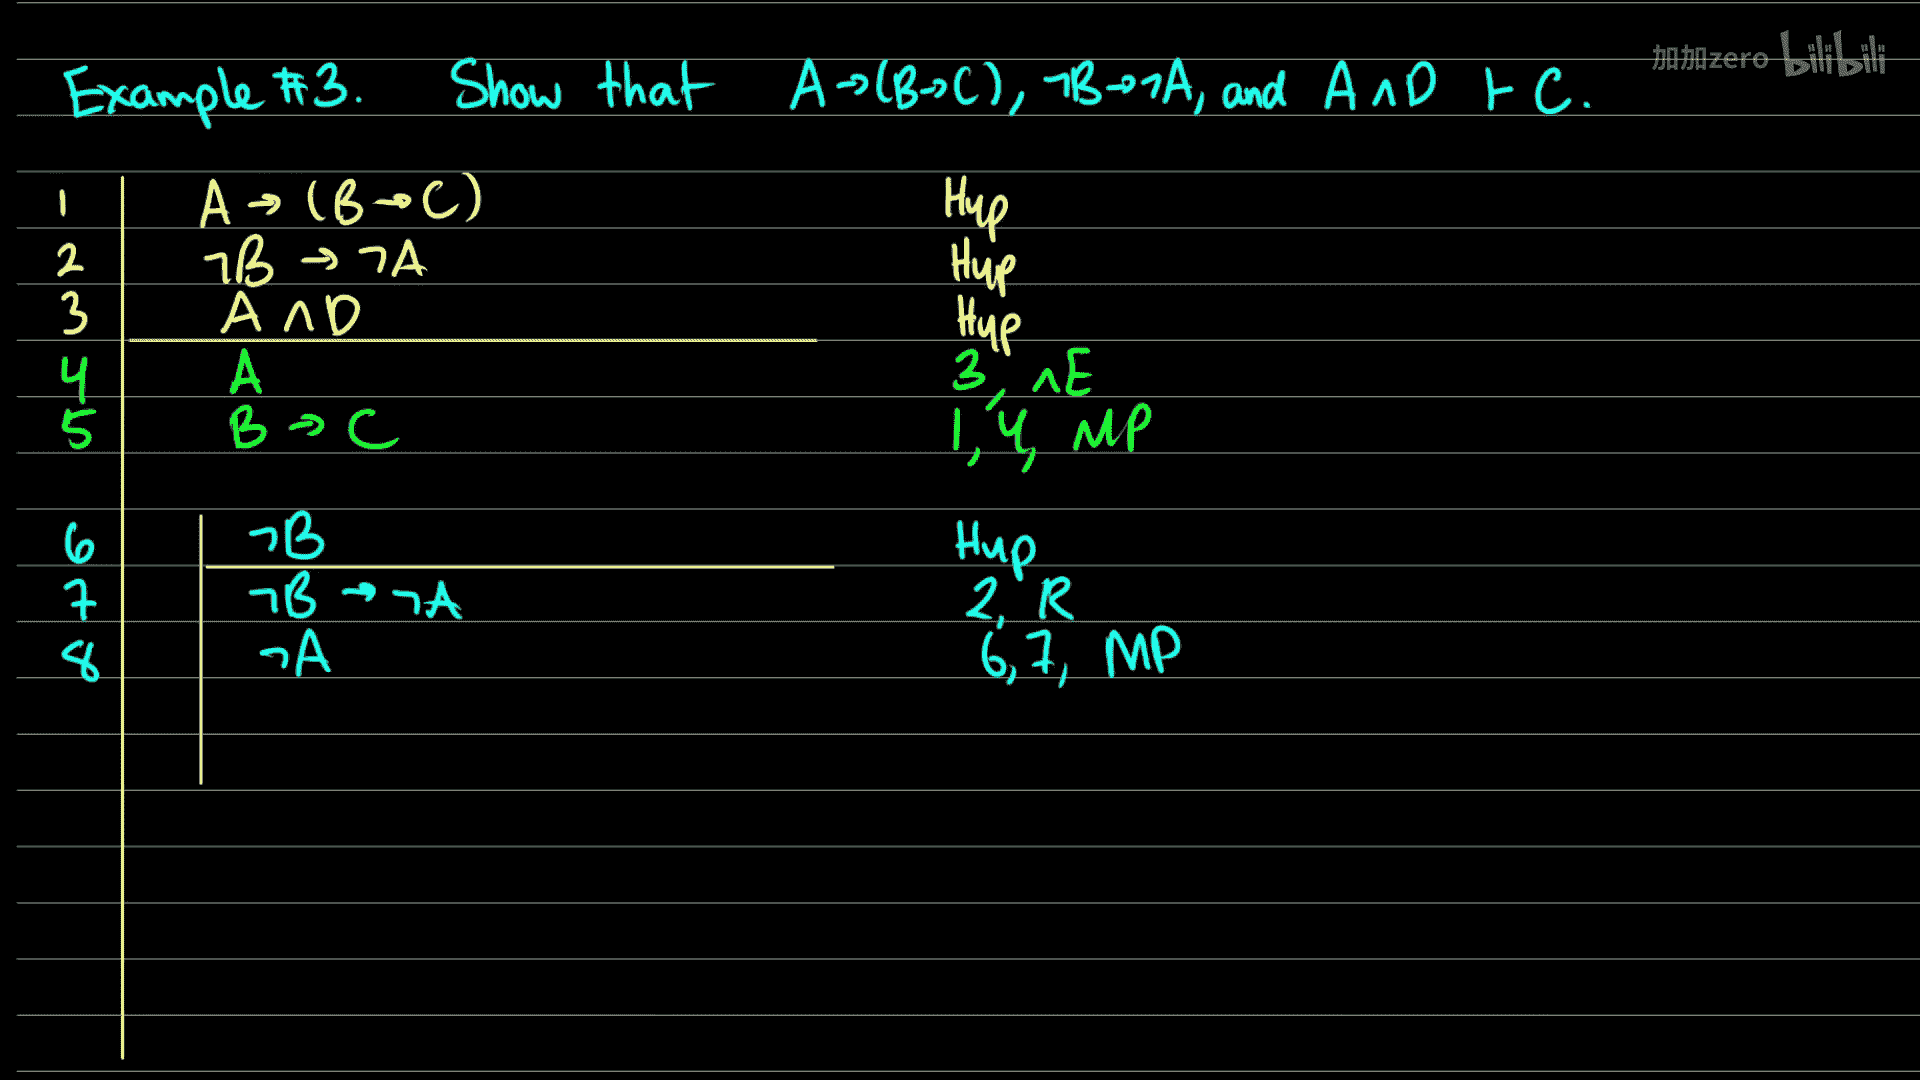 加加zero bilibili
Example #3. Show that A→(B→C), ¬B→¬A, and A∧D ⊢ C.
1 A → (B → C) Hyp
2 ¬B → ¬A Hyp
3 A ∧ D Hyp
4 A 3, ∧E
5 B → C 1, 4, MP
6 ¬B Hyp
7 ¬B → ¬A 2, R
8 ¬A 6, 7, MP